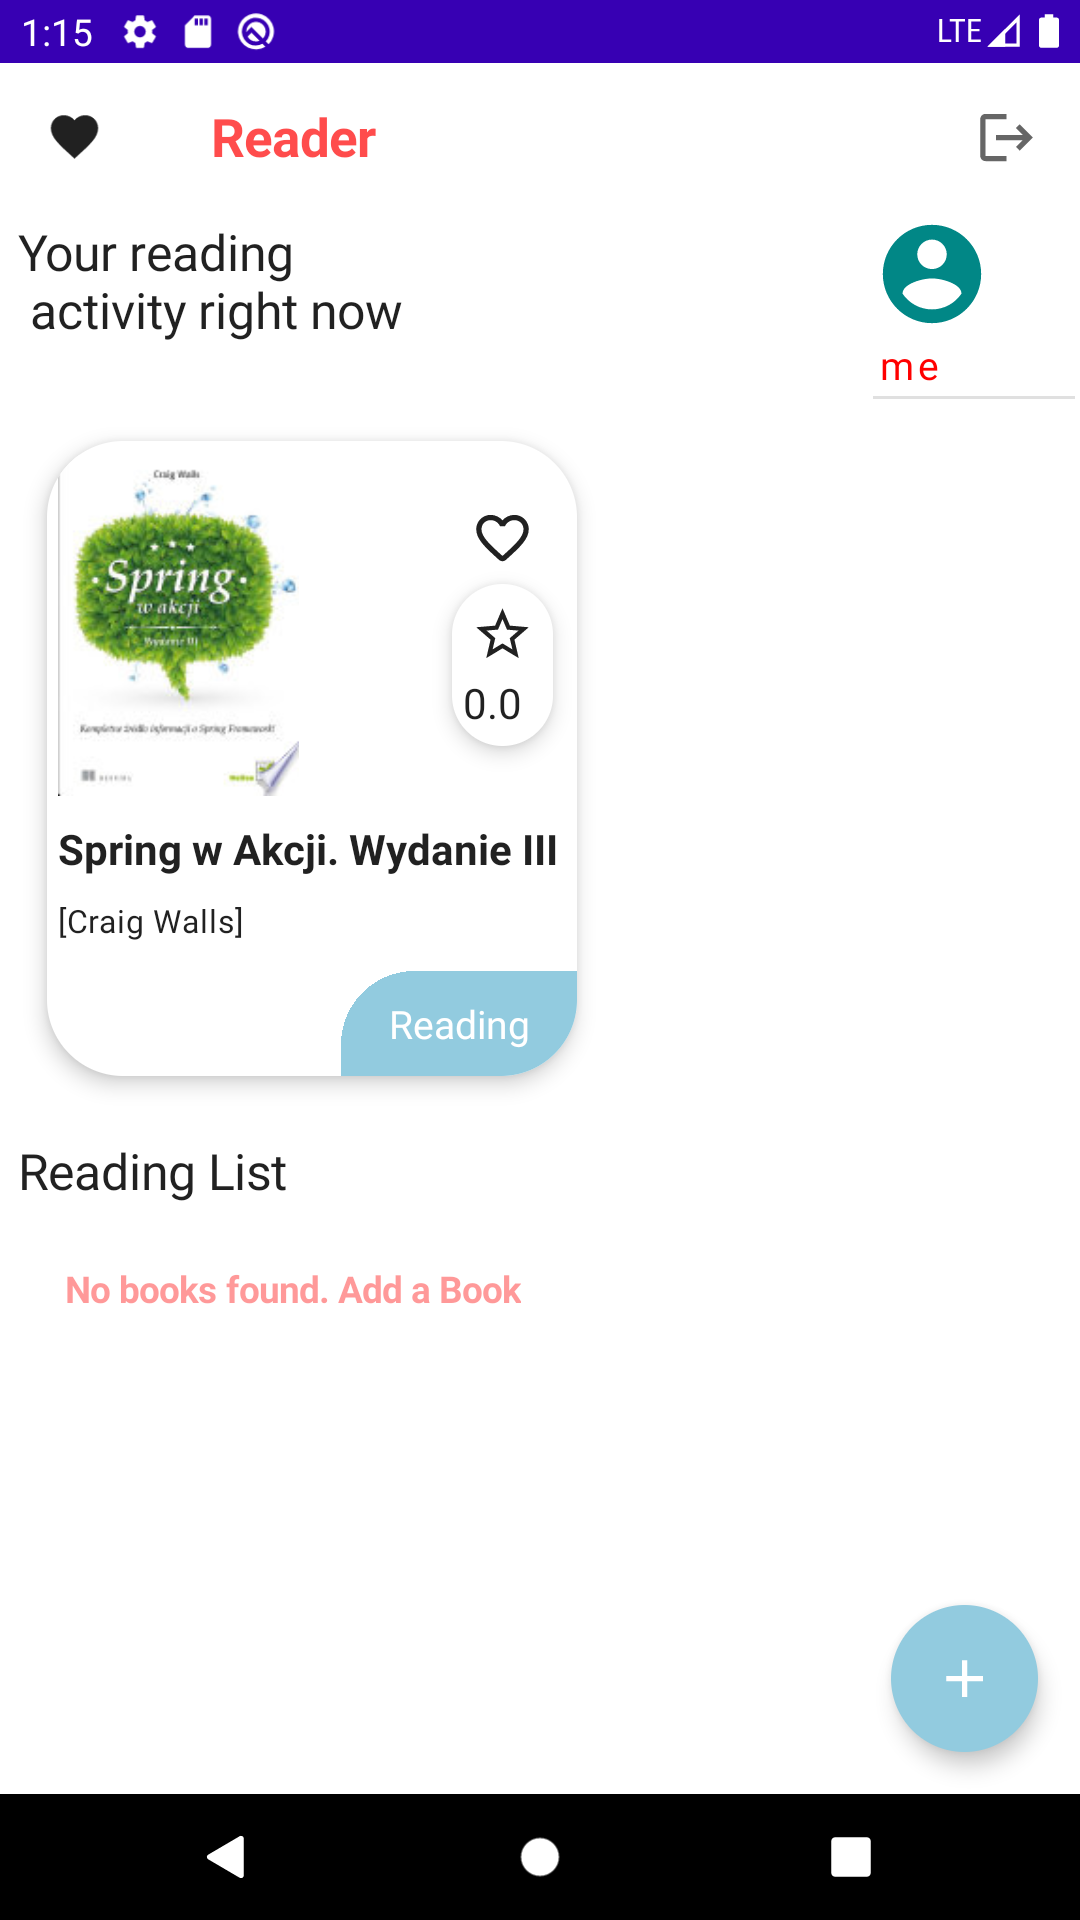 1:15
LTE
Reader
Your reading
activity right now
me
Craig Walls
Spring
w akcji
Wydanie III
Kompletne źródło informacji o Spring Framework!
0.0
Spring w Akcji. Wydanie III
[Craig Walls]
Reading
Reading List
No books found. Add a Book